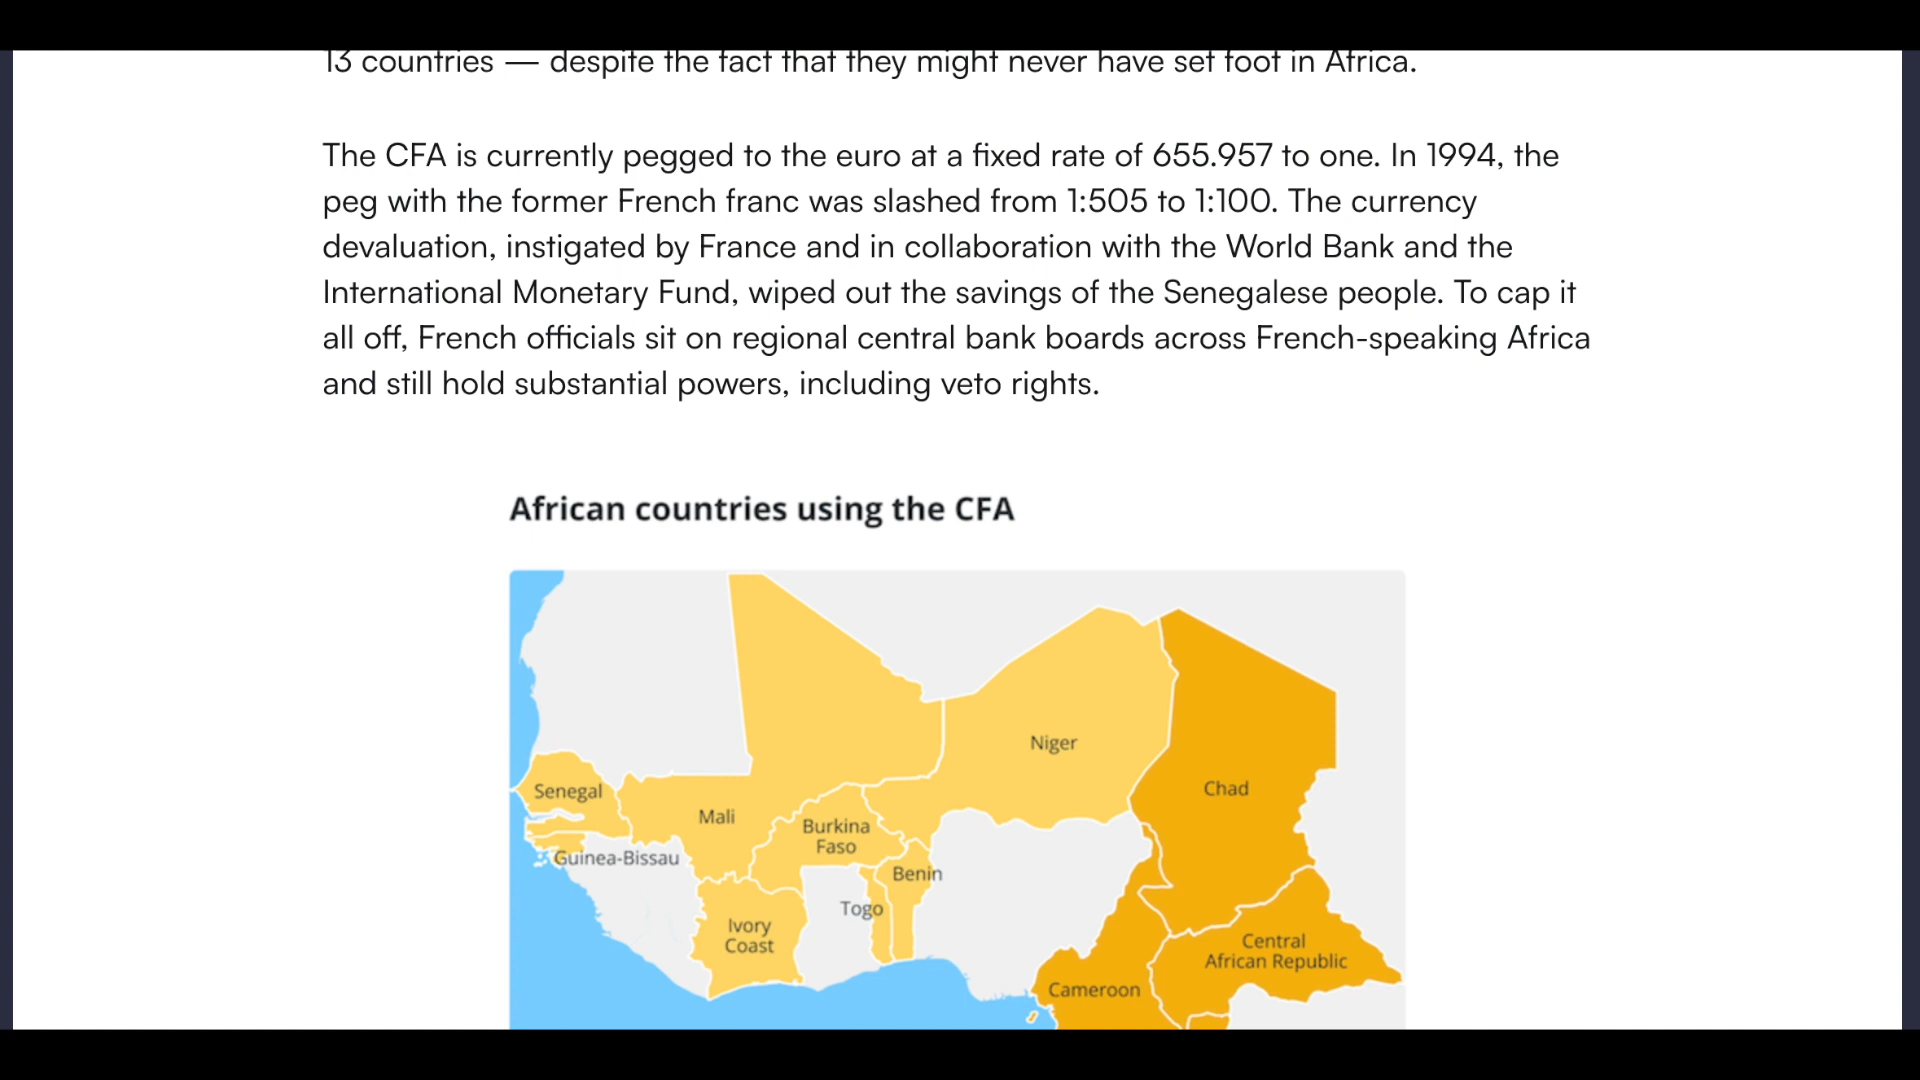 13 countries — despite the fact that they might never have set foot in Africa.
The CFA is currently pegged to the euro at a fixed rate of 655.957 to one. In 1994, the
peg with the former French franc was slashed from 1:505 to 1:100. The currency
devaluation, instigated by France and in collaboration with the World Bank and the
International Monetary Fund, wiped out the savings of the Senegalese people. To cap it
all off, French officials sit on regional central bank boards across French-speaking Africa
and still hold substantial powers, including veto rights.
African countries using the CFA
Niger
Chad
Senegal
Mali
Burkina
Faso
Guinea-Bissau
Benin
Togo
Ivory
Coast
Central
African Republic
Cameroon